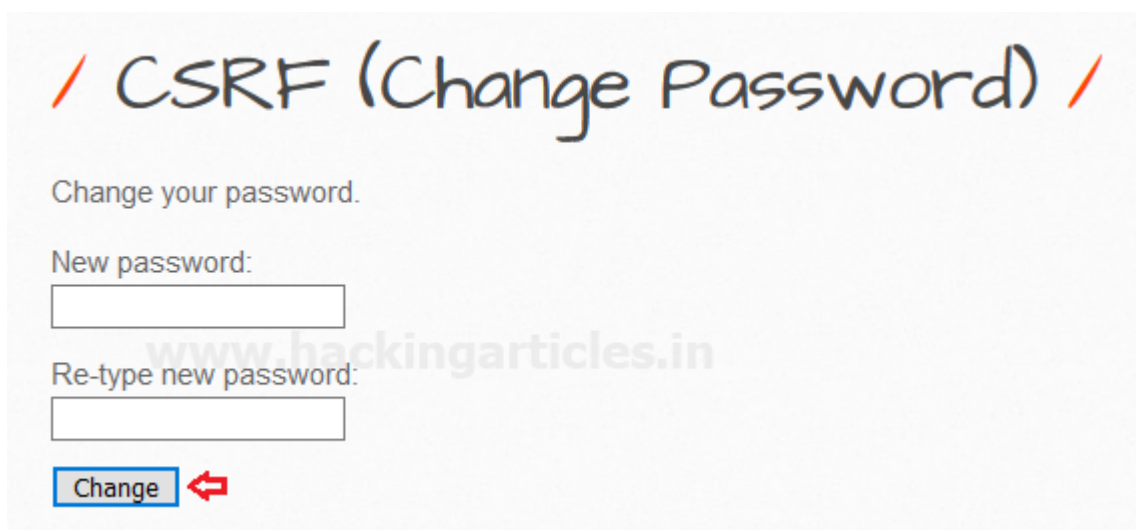 / CSRF (Change Password) /
Change your password.
New password:
www.hackingarticles.in
Re-type new password:
Change